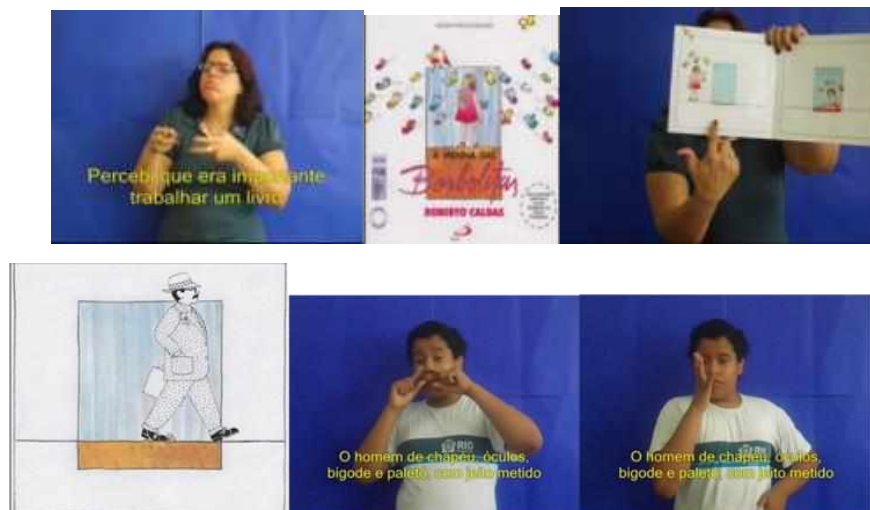 Percebi que era importante
trabalhar um livro
A MENINA DAS
Borboletas
ROBERTO CALDAS
O homem de chapéu, óculos,
bigode e paletó, com jeito metido
RIO
O homem de chapéu, óculos,
bigode e paletó, com jeito metido